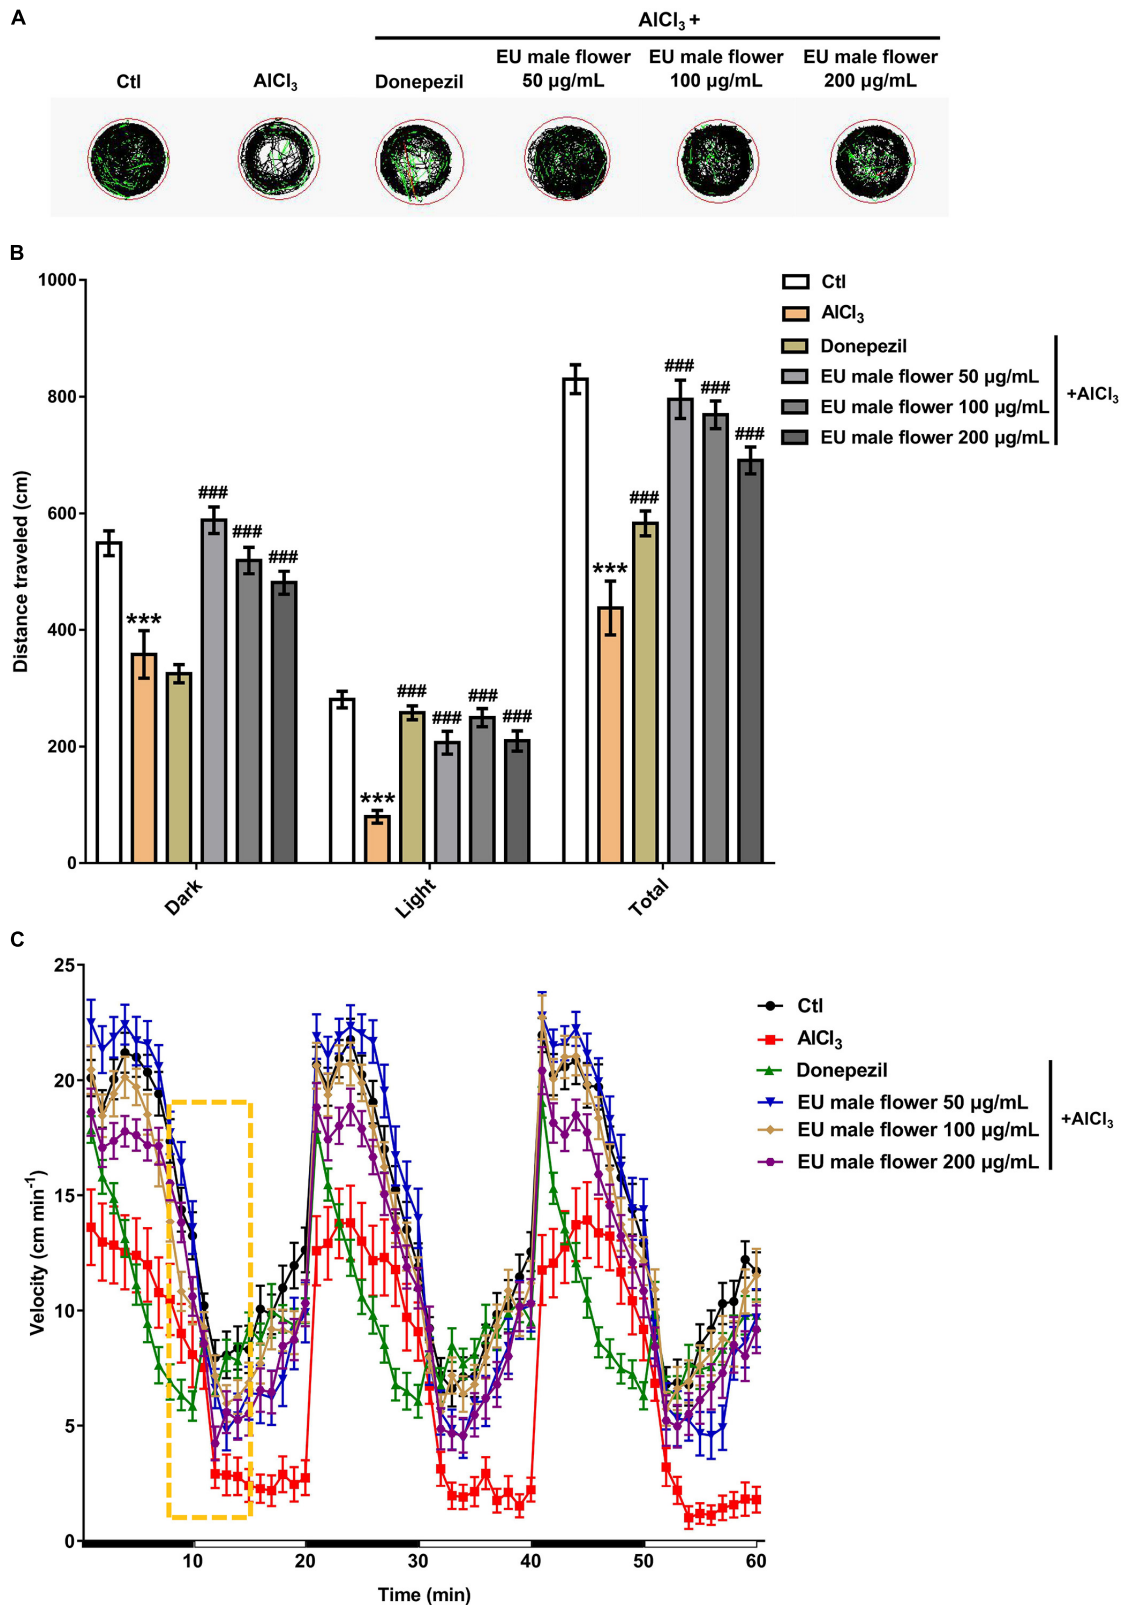 A
AlCl3 +
Ctl AlCl3 Donepezil EU male flower 50 µg/mL EU male flower 100 µg/mL EU male flower 200 µg/mL
B
1000
800
600
400
200
0
Distance traveled (cm)
*** ### ### ###
*** ### ### ### ###
*** ### ### ### ###
Dark Light Total
Ctl
AlCl3
Donepezil
EU male flower 50 µg/mL
EU male flower 100 µg/mL
EU male flower 200 µg/mL
+AlCl3
C
25
20
15
10
5
0
Velocity (cm min-1)
10 20 30 40 50 60
Time (min)
Ctl
AlCl3
Donepezil
EU male flower 50 µg/mL
EU male flower 100 µg/mL
EU male flower 200 µg/mL
+AlCl3